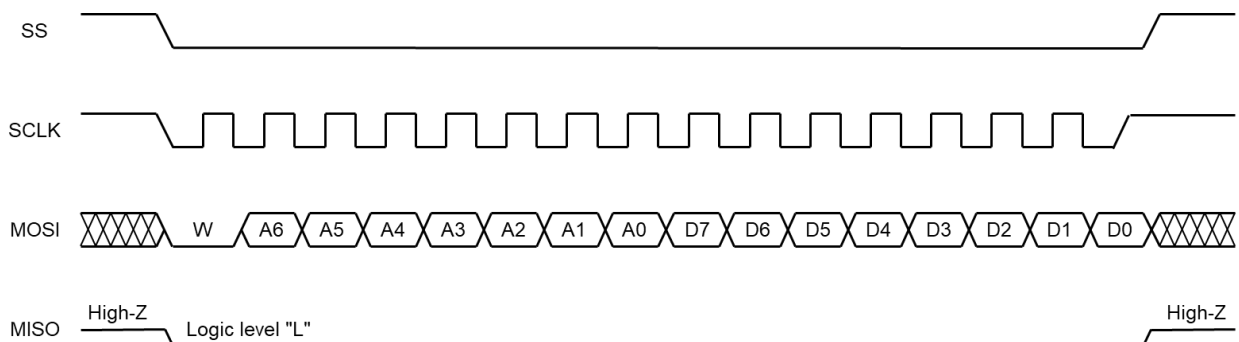 SS
SCLK
MOSI W A6 A5 A4 A3 A2 A1 A0 D7 D6 D5 D4 D3 D2 D1 D0
High-Z High-Z
MISO Logic level "L"